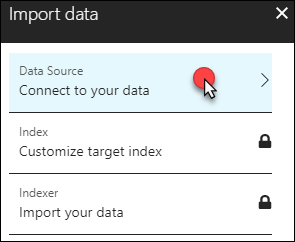 Import data
Data Source
Connect to your data
Index
Customize target index
Indexer
Import your data